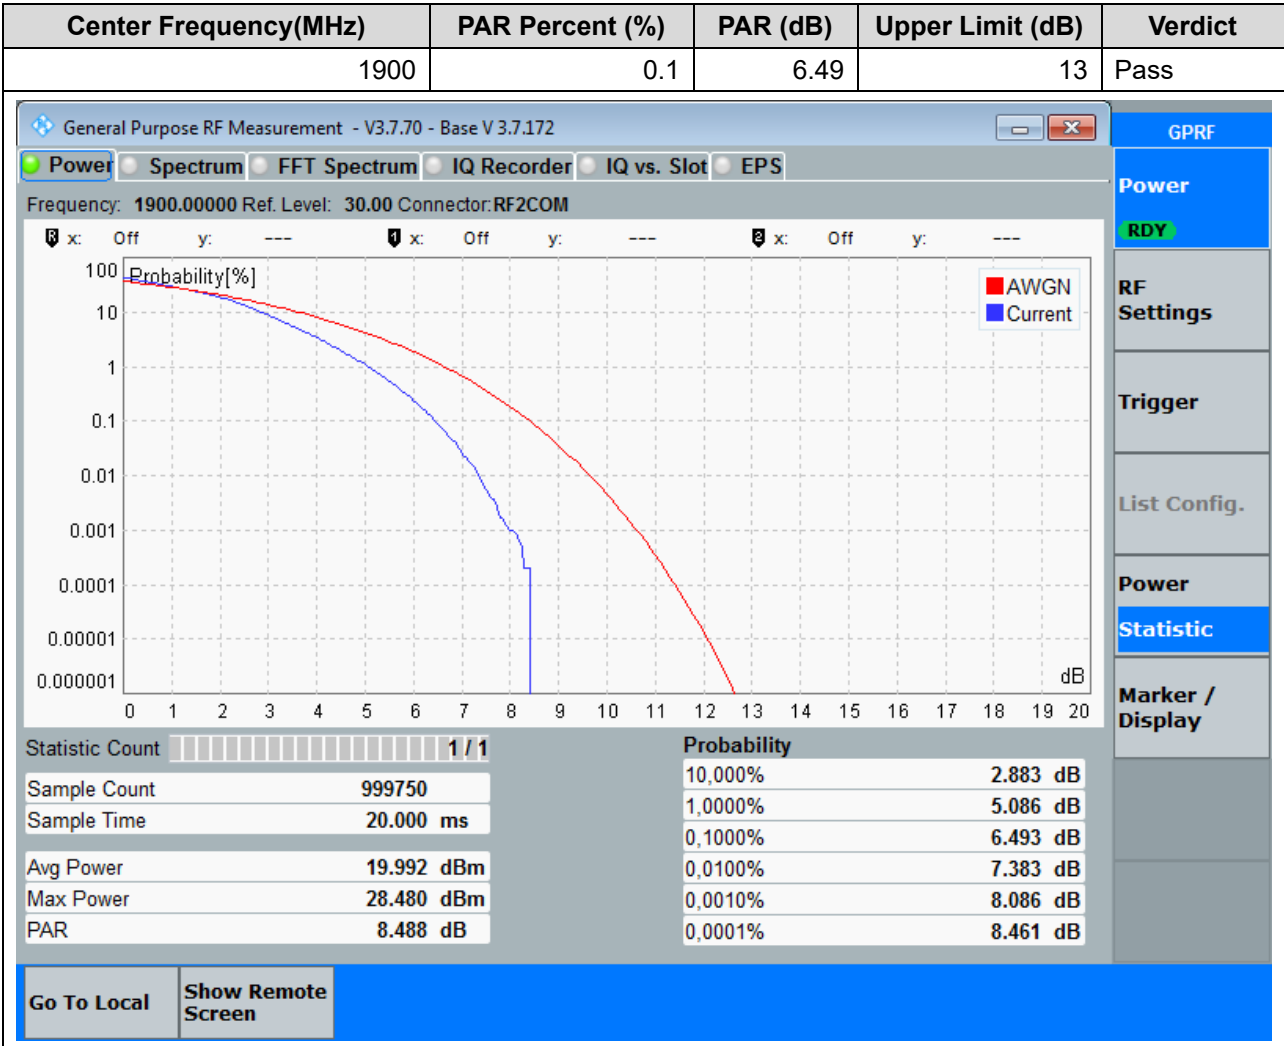 Center Frequency(MHz) PAR Percent (%) PAR (dB) Upper Limit (dB) Verdict
1900 0.1 6.49 13 Pass
General Purpose RF Measurement - V3.7.70 - Base V 3.7.172
GPRF
Power Spectrum FFT Spectrum IQ Recorder IQ vs. Slot EPS
Frequency: 1900.00000 Ref. Level: 30.00 Connector: RF2COM
R x: Off y: --- 1 x: Off y: --- 2 x: Off y: ---
Probability[%]
AWGN
Current
100
10
1
0.1
0.01
0.001
0.0001
0.00001
0.000001
dB
0 1 2 3 4 5 6 7 8 9 10 11 12 13 14 15 16 17 18 19 20
Statistic Count 1 / 1
Sample Count 999750
Sample Time 20.000 ms
Avg Power 19.992 dBm
Max Power 28.480 dBm
PAR 8.488 dB
Probability
10,000% 2.883 dB
1,0000% 5.086 dB
0,1000% 6.493 dB
0,0100% 7.383 dB
0,0010% 8.086 dB
0,0001% 8.461 dB
Power
RDY
RF
Settings
Trigger
List Config.
Power
Statistic
Marker /
Display
Go To Local
Show Remote
Screen